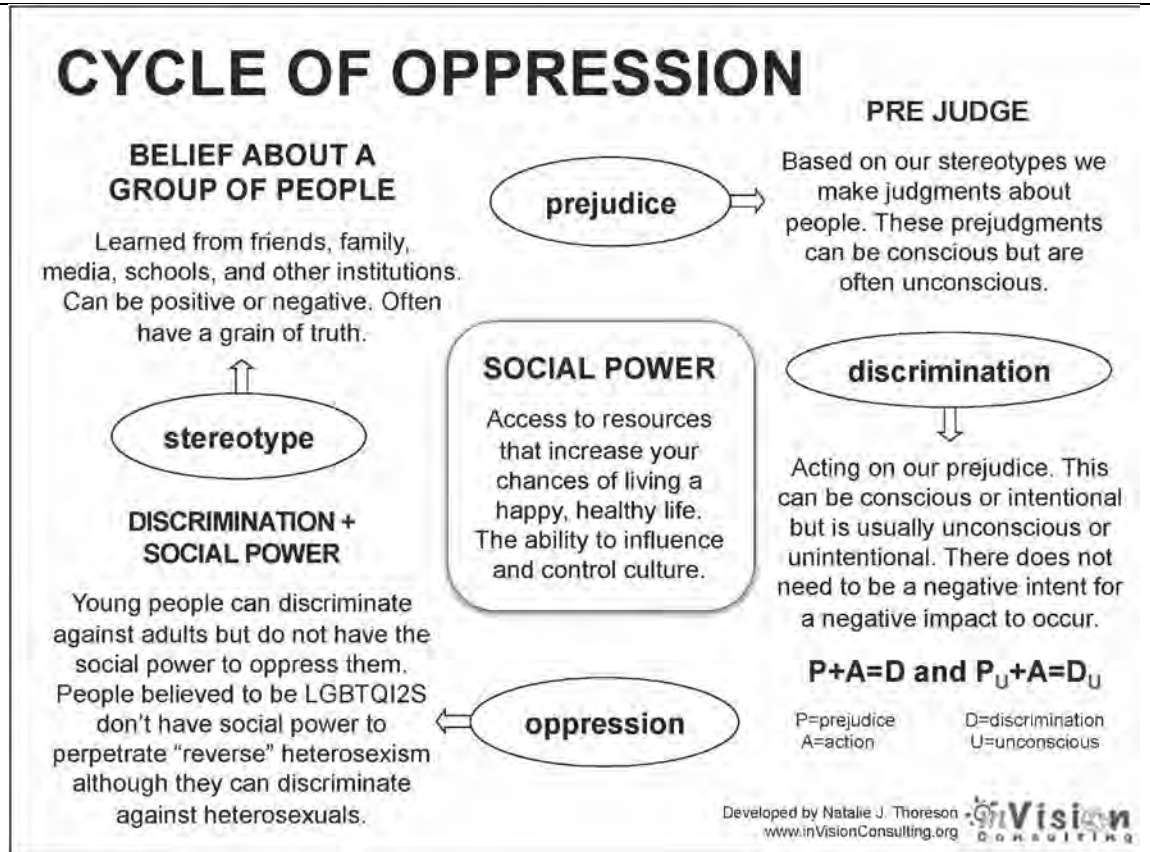 CYCLE OF OPPRESSION
BELIEF ABOUT A
GROUP OF PEOPLE
Learned from friends, family,
media, schools, and other institutions.
Can be positive or negative. Often
have a grain of truth.
stereotype
prejudice
PRE JUDGE
Based on our stereotypes we
make judgments about
people. These prejudgments
can be conscious but are
often unconscious.
SOCIAL POWER
Access to resources
that increase your
chances of living a
happy, healthy life.
The ability to influence
and control culture.
discrimination
Acting on our prejudice. This
can be conscious or intentional
but is usually unconscious or
unintentional. There does not
need to be a negative intent for
a negative impact to occur.
P+A=D and PU+A=DU
P=prejudice D=discrimination
A=action U=unconscious
DISCRIMINATION +
SOCIAL POWER
Young people can discriminate
against adults but do not have the
social power to oppress them.
People believed to be LGBTQI2S
don't have social power to
perpetrate “reverse” heterosexism
although they can discriminate
against heterosexuals.
oppression
Developed by Natalie J. Thoreson
www.inVisionConsulting.org
inVision
Consulting